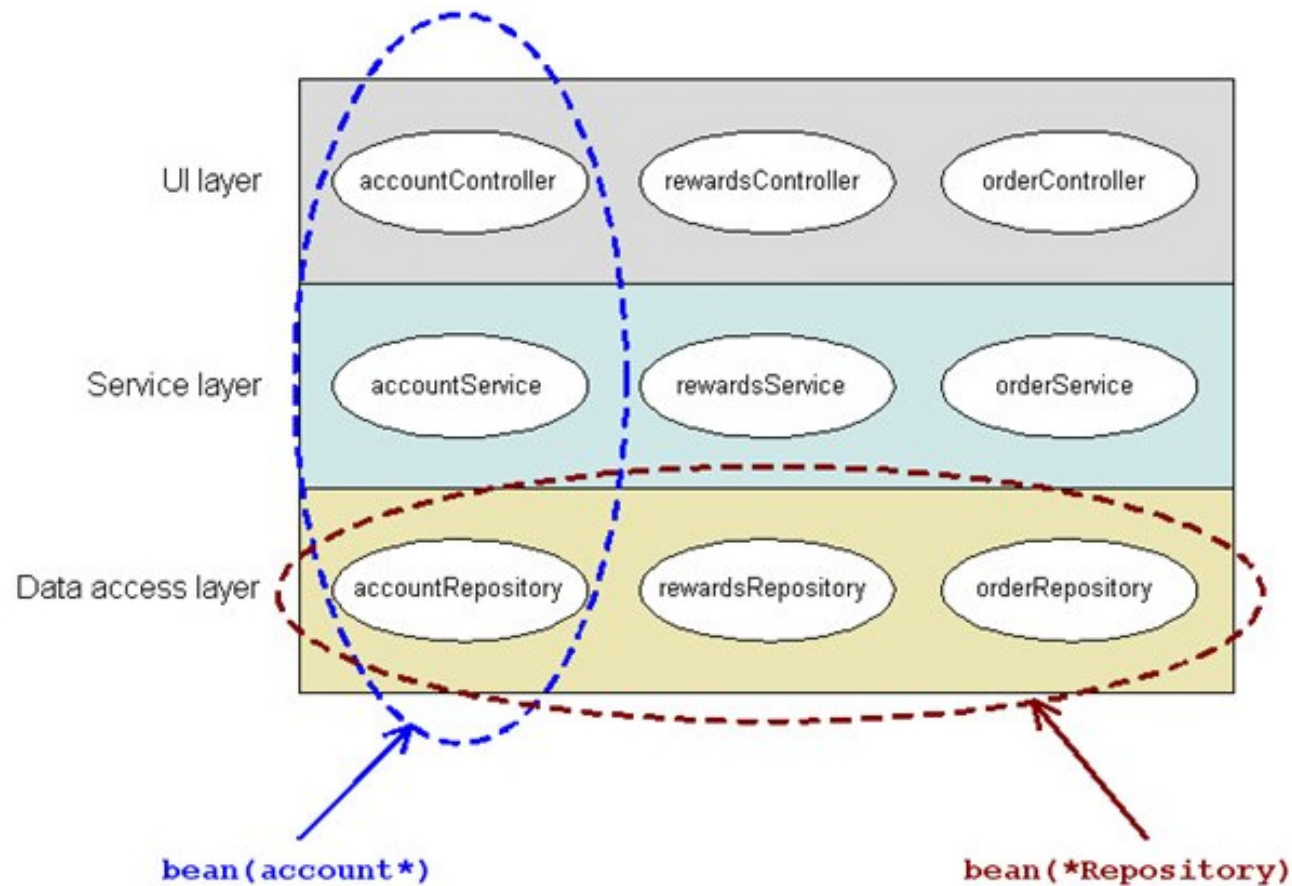 UI layer
accountController
rewardsController
orderController
Service layer
accountService
rewardsService
orderService
Data access layer
accountRepository
rewardsRepository
orderRepository
bean(account*)
bean(*Repository)